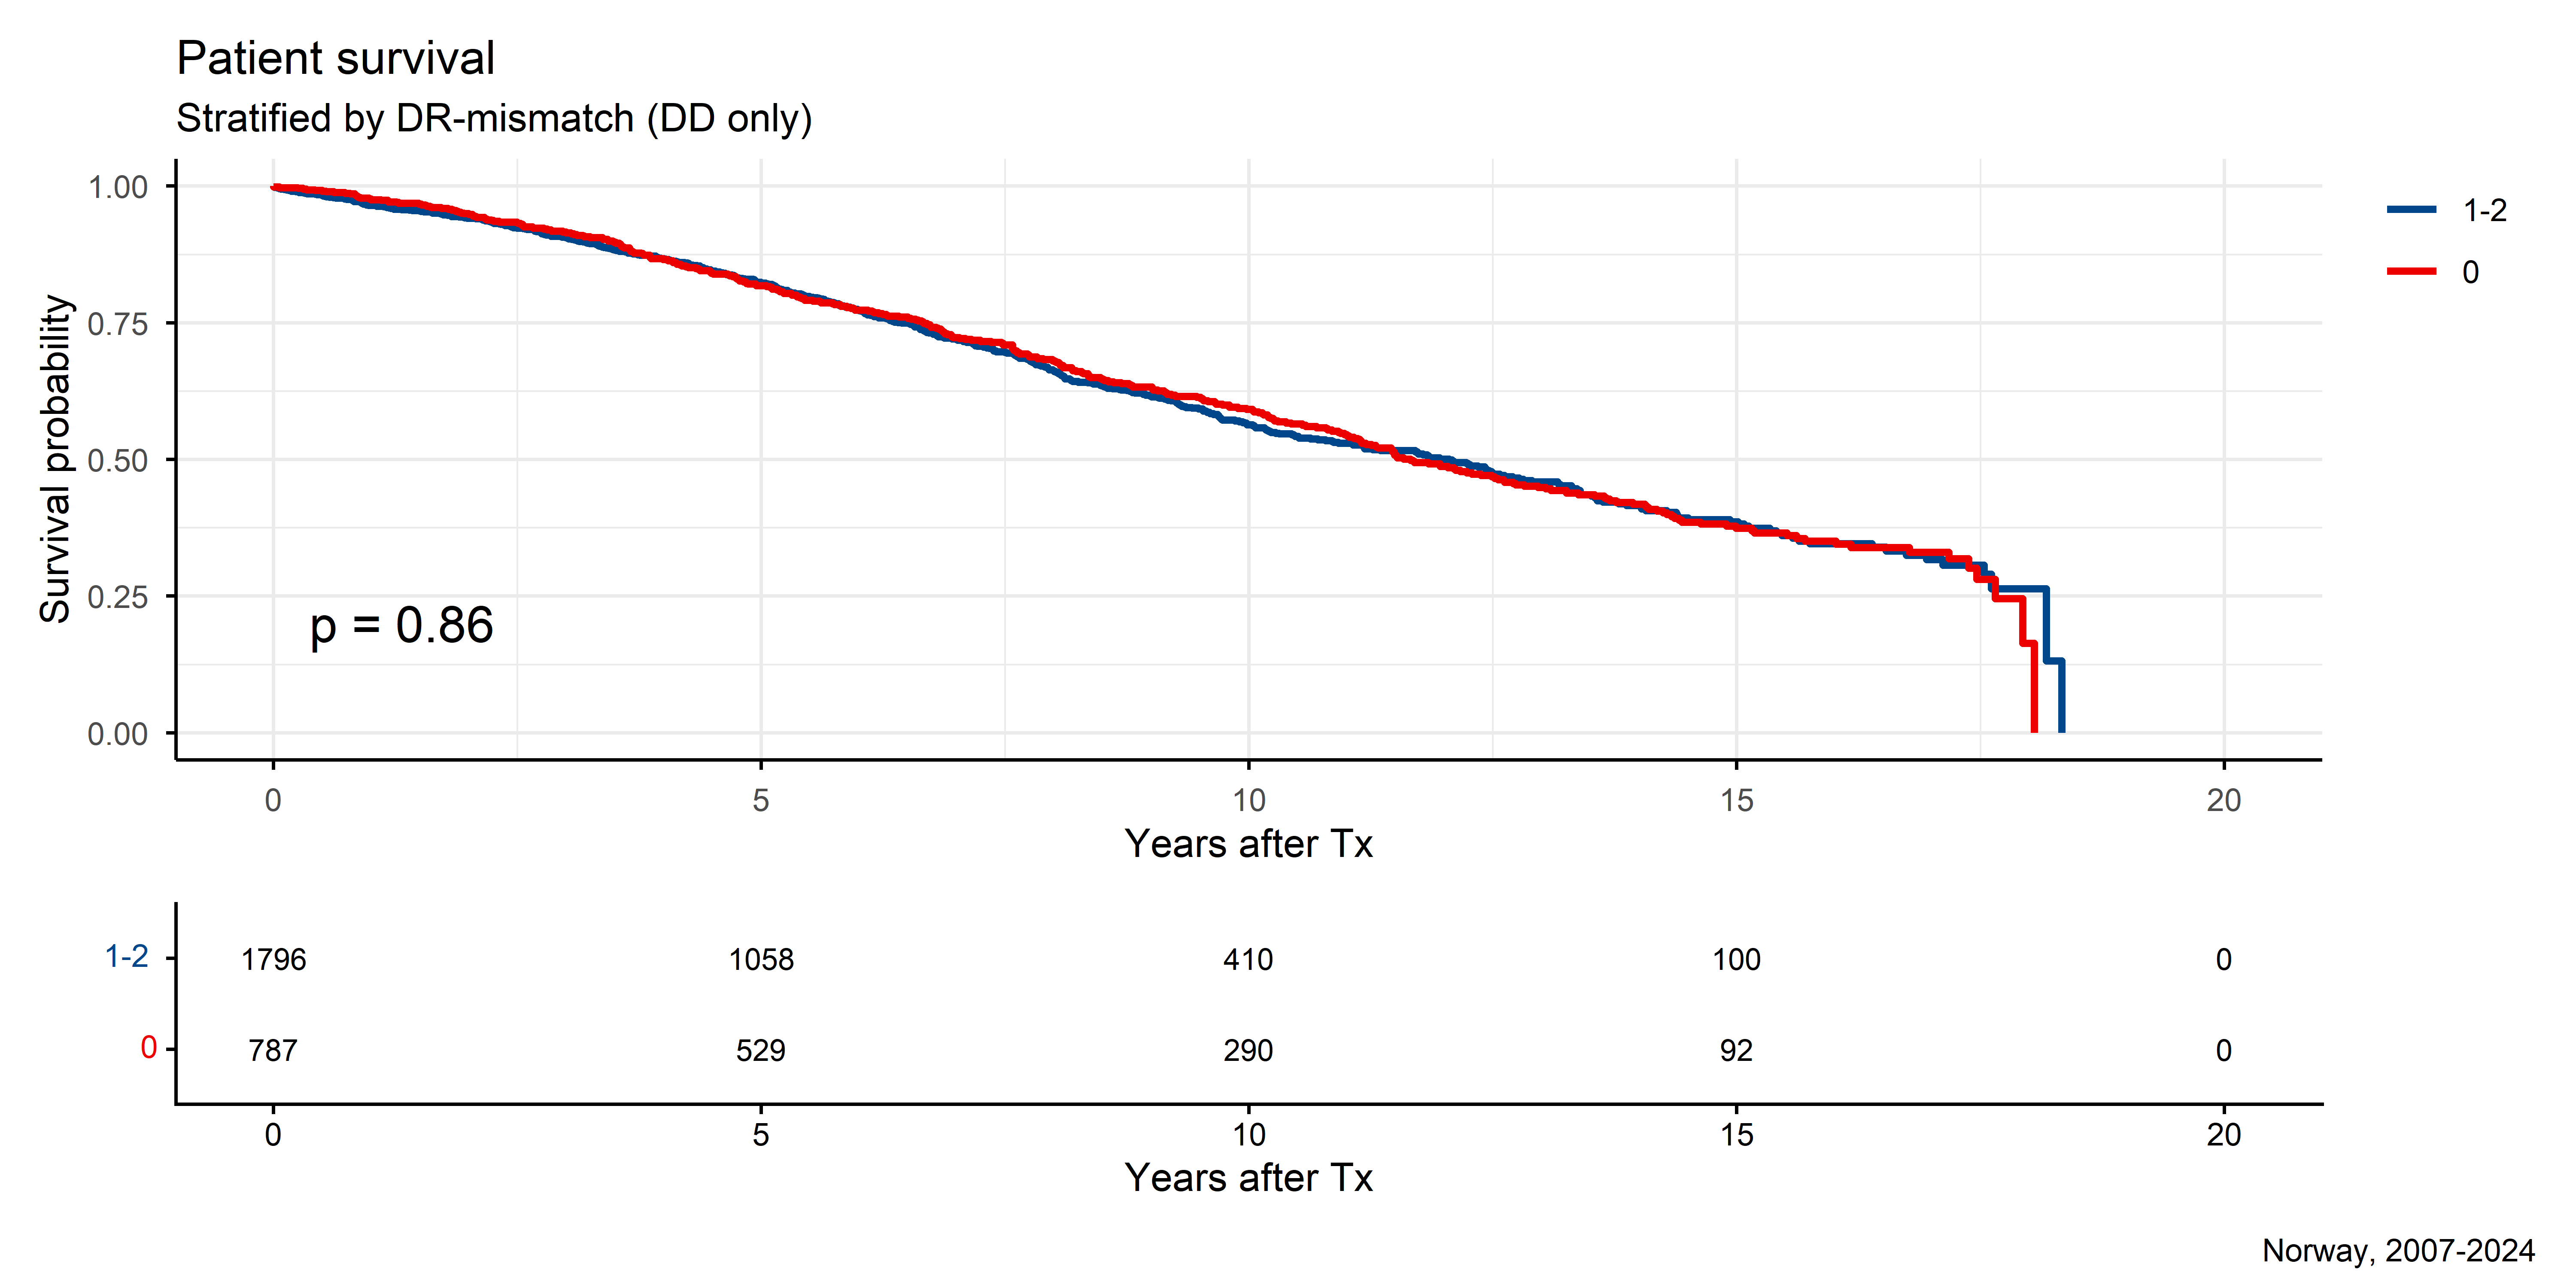 Patient survival
Stratified by DR-mismatch (DD only)
1.00
0.75
0.50
0.25
0.00
Survival probability
p = 0.86
1-2
0
0 5 10 15 20
Years after Tx
1-2 1796 1058 410 100 0
0 787 529 290 92 0
0 5 10 15 20
Years after Tx
Norway, 2007-2024